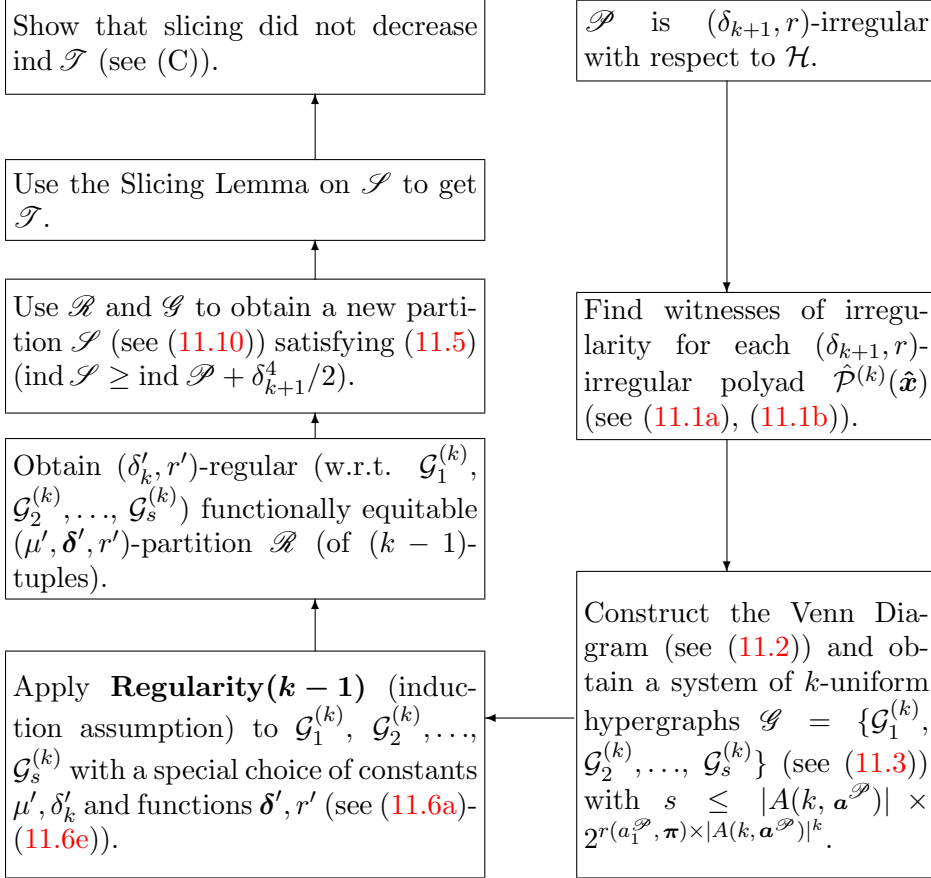 𝒫 is (δ_{k+1}, r)-irregular
with respect to ℋ.
Find witnesses of irregu-
larity for each (δ_{k+1}, r)-
irregular polyad 𝒫̂^{(k)}(x̂)
(see (11.1a), (11.1b)).
Construct the Venn Dia-
gram (see (11.2)) and ob-
tain a system of k-uniform
hypergraphs 𝒢 = {𝒢_1^{(k)},
𝒢_2^{(k)},…, 𝒢_s^{(k)}} (see (11.3))
with s ≤ |A(k, a^𝒫)| ×
2^{r(a_1^𝒫, π)×|A(k, a^𝒫)|^k}.
Apply Regularity(k − 1) (induc-
tion assumption) to 𝒢_1^{(k)}, 𝒢_2^{(k)},…,
𝒢_s^{(k)} with a special choice of constants
μ′, δ′_k and functions δ′, r′ (see (11.6a)-
(11.6e)).
Obtain (δ′_k, r′)-regular (w.r.t. 𝒢_1^{(k)},
𝒢_2^{(k)},…, 𝒢_s^{(k)}) functionally equitable
(μ′, δ′, r′)-partition ℛ (of (k − 1)-
tuples).
Use ℛ and 𝒢 to obtain a new parti-
tion 𝒮 (see (11.10)) satisfying (11.5)
(ind 𝒮 ≥ ind 𝒫 + δ_{k+1}^4/2).
Use the Slicing Lemma on 𝒮 to get
𝒯.
Show that slicing did not decrease
ind 𝒯 (see (C)).